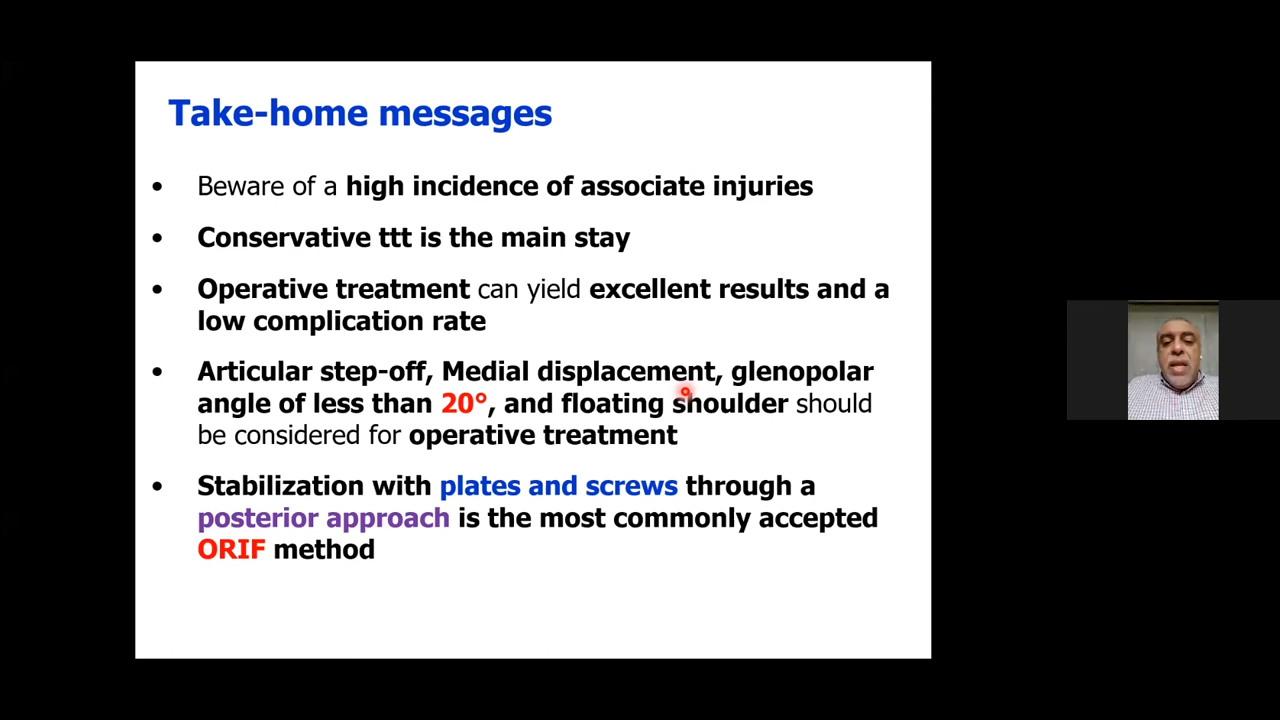 Take-home messages
• Beware of a high incidence of associate injuries
• Conservative ttt is the main stay
• Operative treatment can yield excellent results and a
low complication rate
• Articular step-off, Medial displacement, glenopolar
angle of less than 20°, and floating shoulder should
be considered for operative treatment
• Stabilization with plates and screws through a
posterior approach is the most commonly accepted
ORIF method